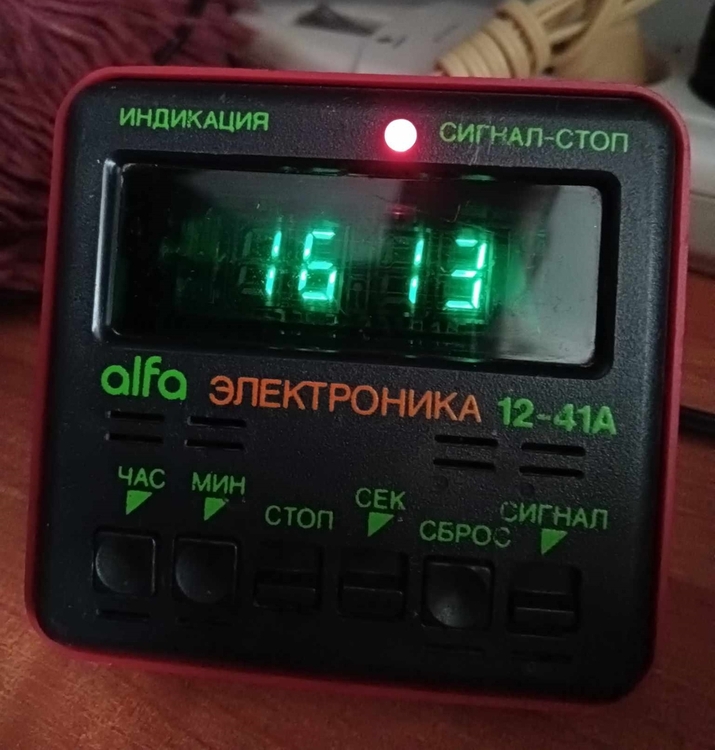 ИНДИКАЦИЯ СИГНАЛ-СТОП
16 13
alfa ЭЛЕКТРОНИКА 12-41А
ЧАС МИН СТОП СЕК СБРОС СИГНАЛ